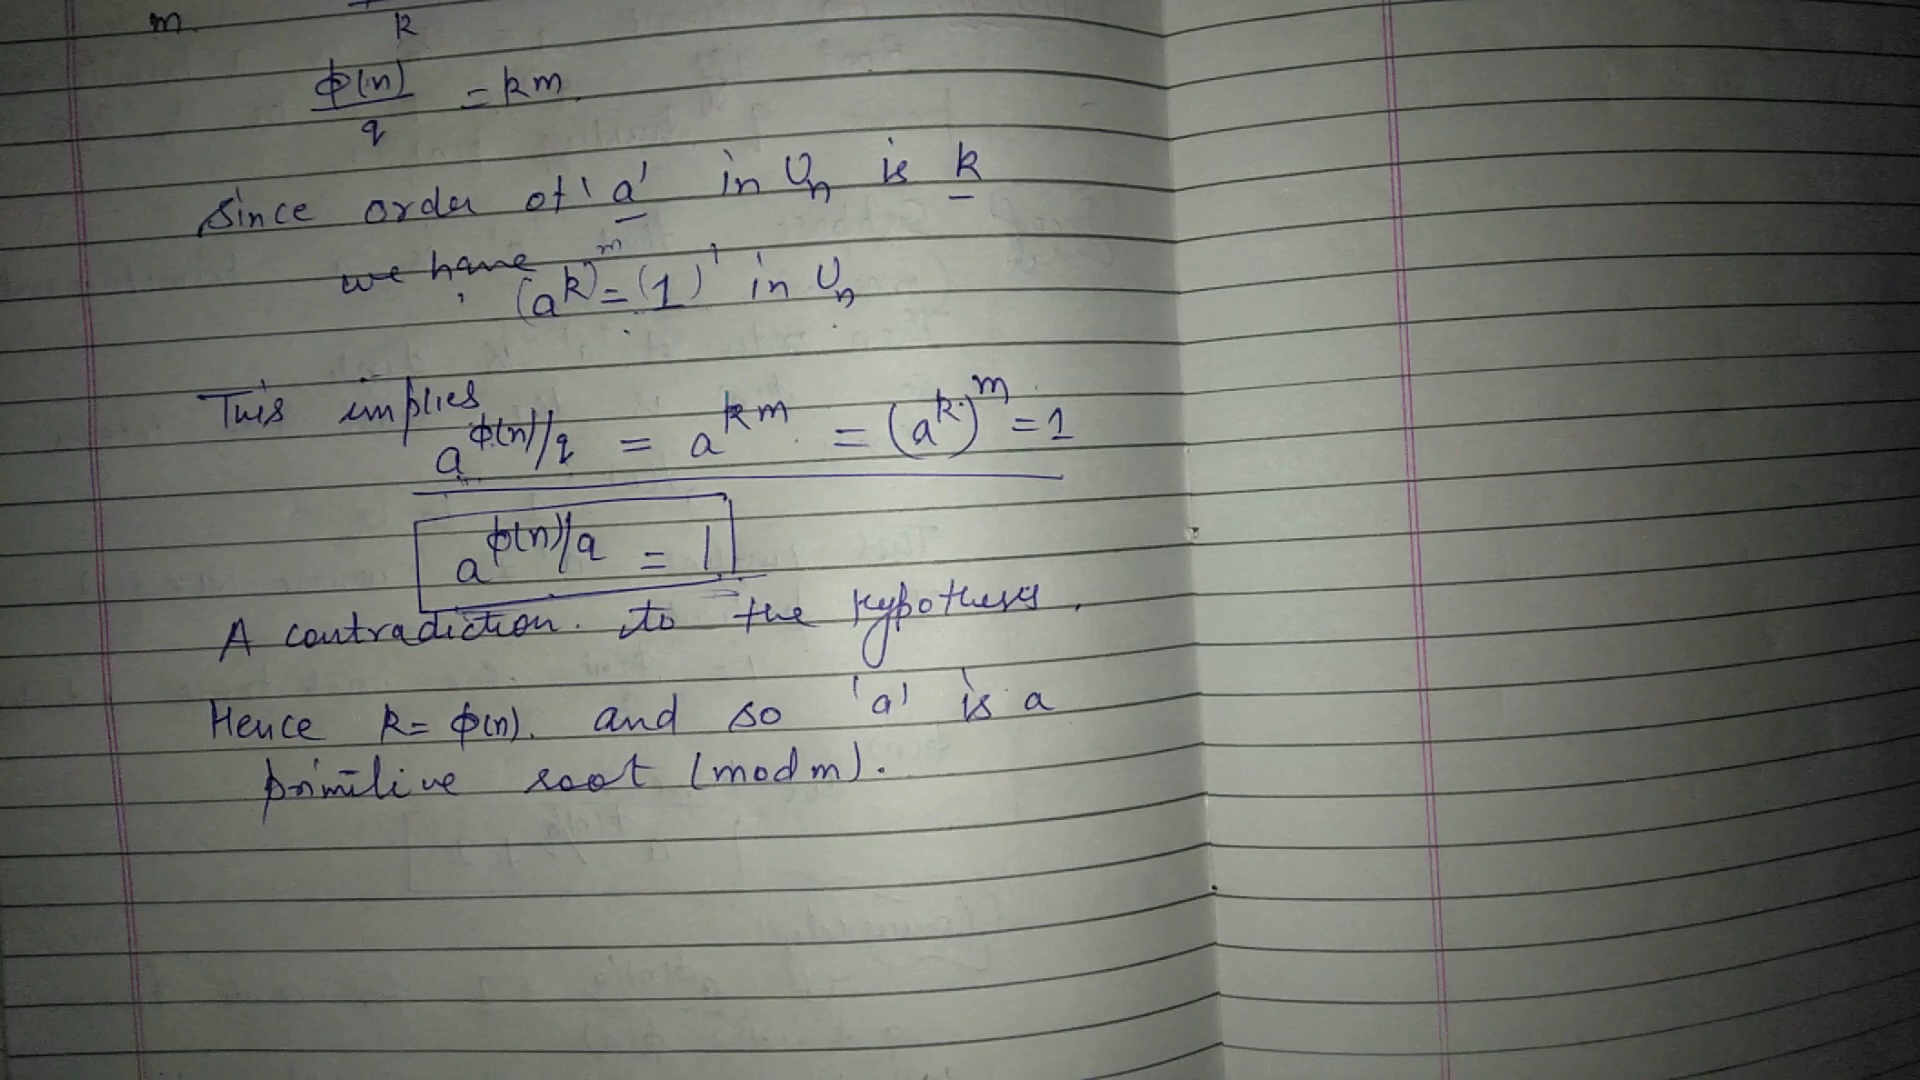 m k
φ(n)/q = km
Since order of 'a' in Un is k
we have (a^k)^m = (1)^1 in Un
This implies
a^φ(n)/q = a^km = (a^k)^m = 1
a^φ(n)/q = 1
A contradiction. to the hypothesis.
Hence k = φ(n). and so 'a' is a
primitive root (mod m).